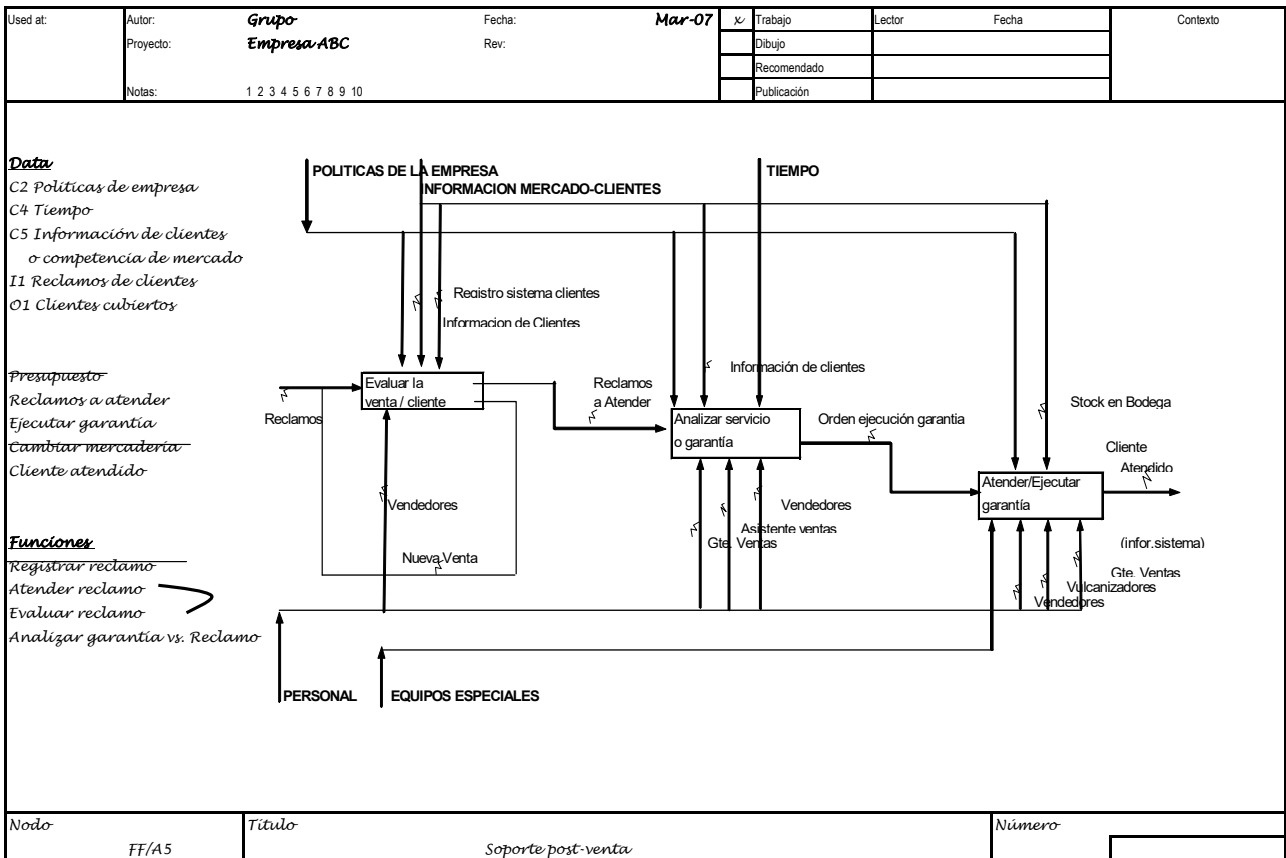 Used at:
Autor: Grupo Fecha: Mar-07 x Trabajo Lector Fecha Contexto
Proyecto: Empresa ABC Rev: Dibujo
Recomendado
Notas: 1 2 3 4 5 6 7 8 9 10 Publicación
Data
C2 Políticas de empresa
C4 Tiempo
C5 Información de clientes
o competencia de mercado
I1 Reclamos de clientes
O1 Clientes cubiertos
Presupuesto
Reclamos a atender
Ejecutar garantía
Cambiar mercadería
Cliente atendido
Funciones
Registrar reclamo
Atender reclamo
Evaluar reclamo
Analizar garantía vs. Reclamo
POLITICAS DE LA EMPRESA
INFORMACION MERCADO-CLIENTES
TIEMPO
Registro sistema clientes
Informacion de Clientes
Información de clientes
Stock en Bodega
Reclamos
Evaluar la
venta / cliente
Reclamos
a Atender
Analizar servicio
o garantía
Orden ejecución garantia
Cliente
Atendido
Atender/Ejecutar
garantía
Vendedores
Nueva Venta
Vendedores
Asistente ventas
Gte. Ventas
(infor.sistema)
Gte. Ventas
Vulcanizadores
Vendedores
PERSONAL
EQUIPOS ESPECIALES
Nodo Título Número
FF/A5 Soporte post-venta